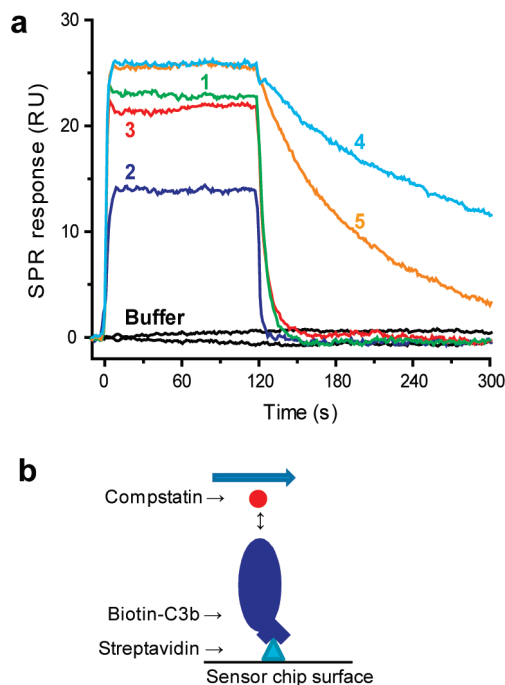 a
SPR response (RU)
30
20
10
0
1
3
2
4
5
Buffer
0 60 120 180 240 300
Time (s)
b
Compstatin →
↕
Biotin-C3b →
Streptavidin →
Sensor chip surface